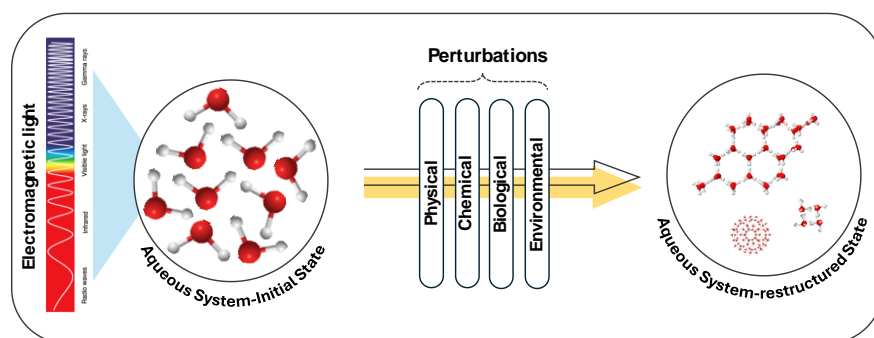 Electromagnetic light
Gamma rays
X-rays
Visible light
Infrared
Radio waves
Aqueous System-Initial State
Perturbations
Physical
Chemical
Biological
Environmental
Aqueous System-restructured State